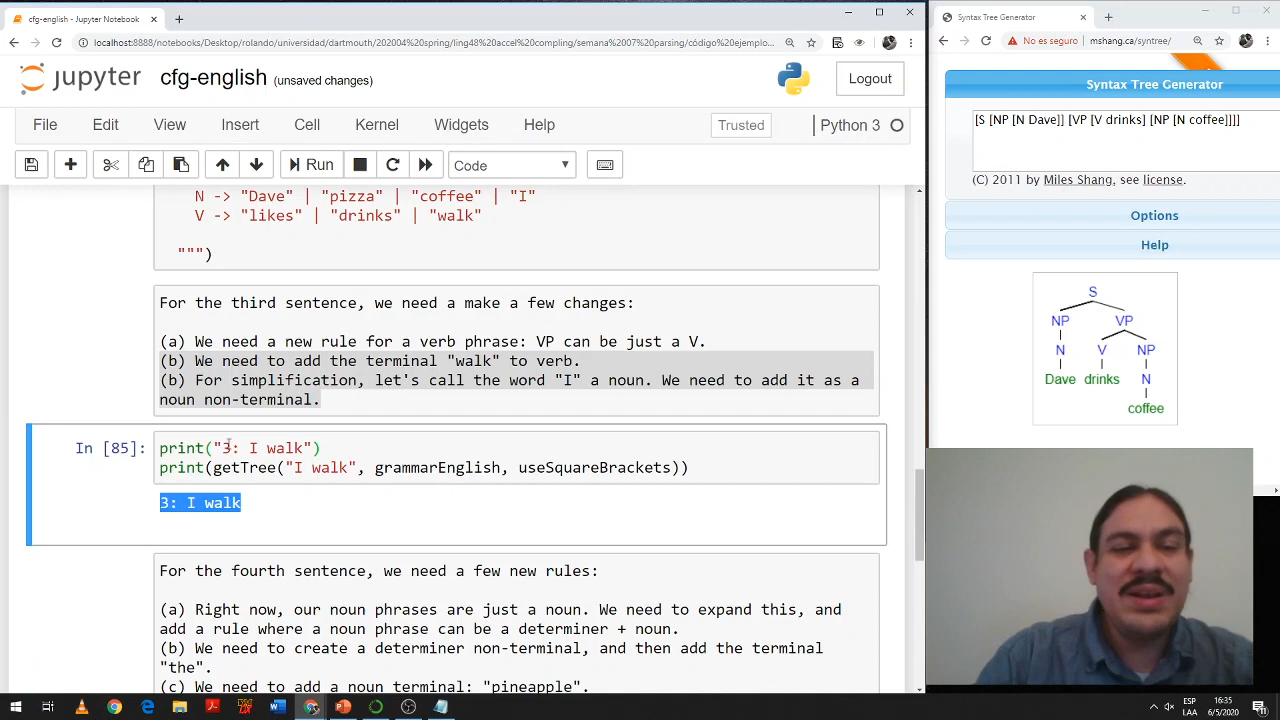 cfg-english - Jupyter Notebook
localhost:8888/notebooks/Desktop/universidad/dartmouth/202004%20spring/ling48%20accel%20compling/semana%2007%20parsing/código%20ejemplo...
jupyter cfg-english (unsaved changes)
Logout
File Edit View Insert Cell Kernel Widgets Help
Trusted
Python 3
Run
Code
N -> "Dave" | "pizza" | "coffee" | "I"
V -> "likes" | "drinks" | "walk"
""")
For the third sentence, we need a make a few changes:
(a) We need a new rule for a verb phrase: VP can be just a V.
(b) We need to add the terminal "walk" to verb.
(b) For simplification, let's call the word "I" a noun. We need to add it as a
noun non-terminal.
In [85]:
print("3: I walk")
print(getTree("I walk", grammarEnglish, useSquareBrackets))
3: I walk
For the fourth sentence, we need a few new rules:
(a) Right now, our noun phrases are just a noun. We need to expand this, and
add a rule where a noun phrase can be a determiner + noun.
(b) We need to create a determiner non-terminal, and then add the terminal
"the".
(c) We need to add a noun terminal: "pineapple".
Syntax Tree Generator
No es seguro
mshang.ca/syntree/
Syntax Tree Generator
[S [NP [N Dave]] [VP [V drinks] [NP [N coffee]]]]
(C) 2011 by Miles Shang, see license.
Options
Help
S
NP VP
N V NP
Dave drinks N
coffee
ESP
LAA
16:35
6/5/2020